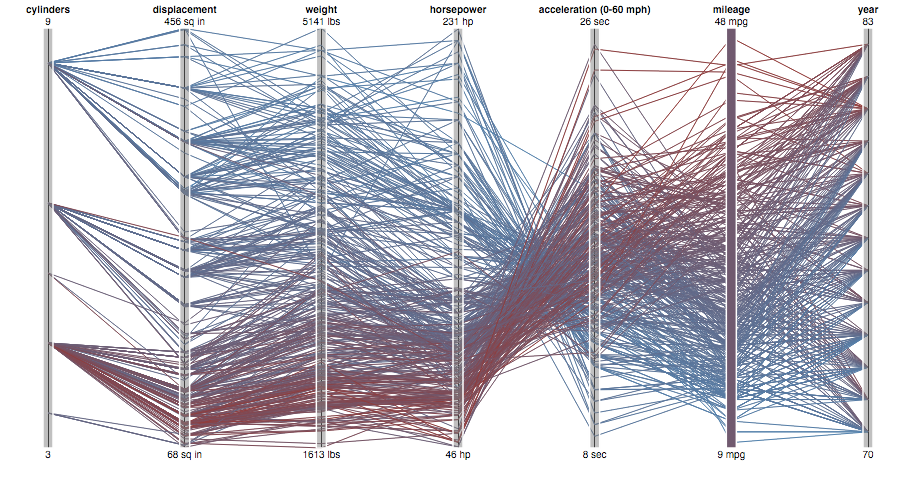 cylinders displacement weight horsepower acceleration (0-60 mph) mileage year
9 456 sq in 5141 lbs 231 hp 26 sec 48 mpg 83
3 68 sq in 1613 lbs 46 hp 8 sec 9 mpg 70